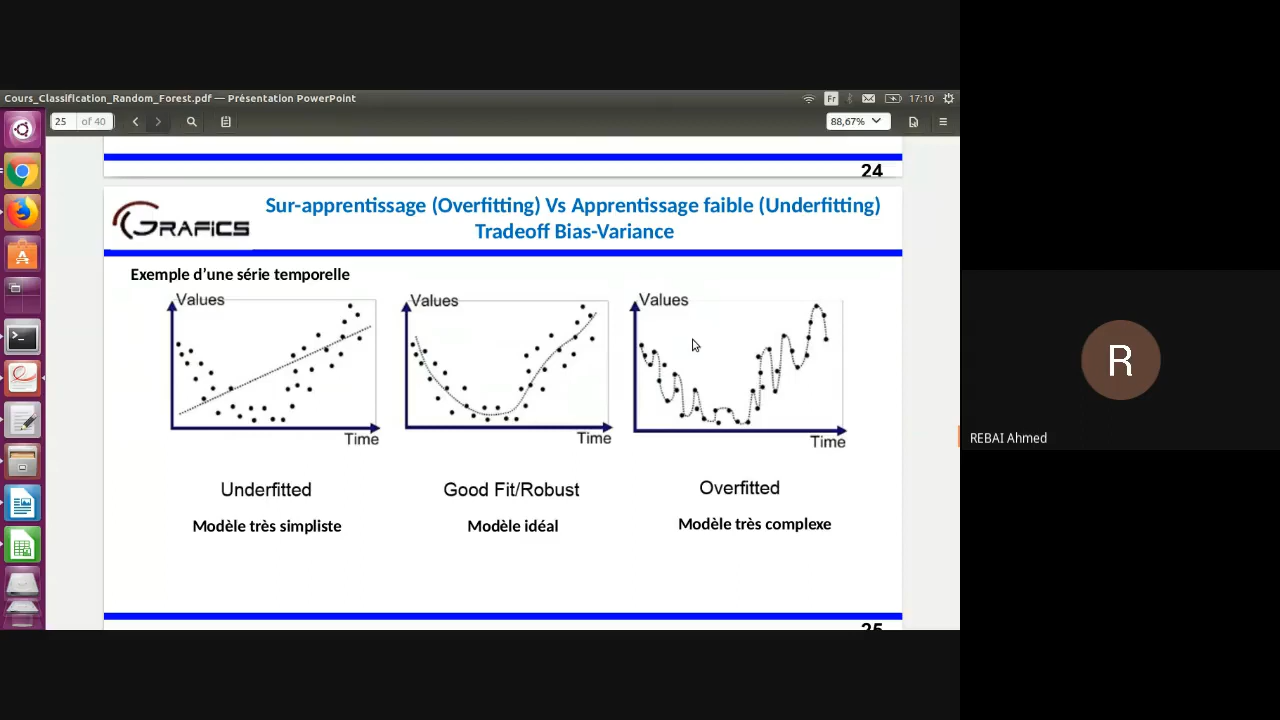 Cours_Classification_Random_Forest.pdf — Présentation PowerPoint
Fr
17:10
25
of 40
88,67%
24
GRAFICS
Sur-apprentissage (Overfitting) Vs Apprentissage faible (Underfitting)
Tradeoff Bias-Variance
Exemple d’une série temporelle
Values
Time
Values
Time
Values
Time
Underfitted
Good Fit/Robust
Overfitted
Modèle très simpliste
Modèle idéal
Modèle très complexe
25
R
REBAI Ahmed